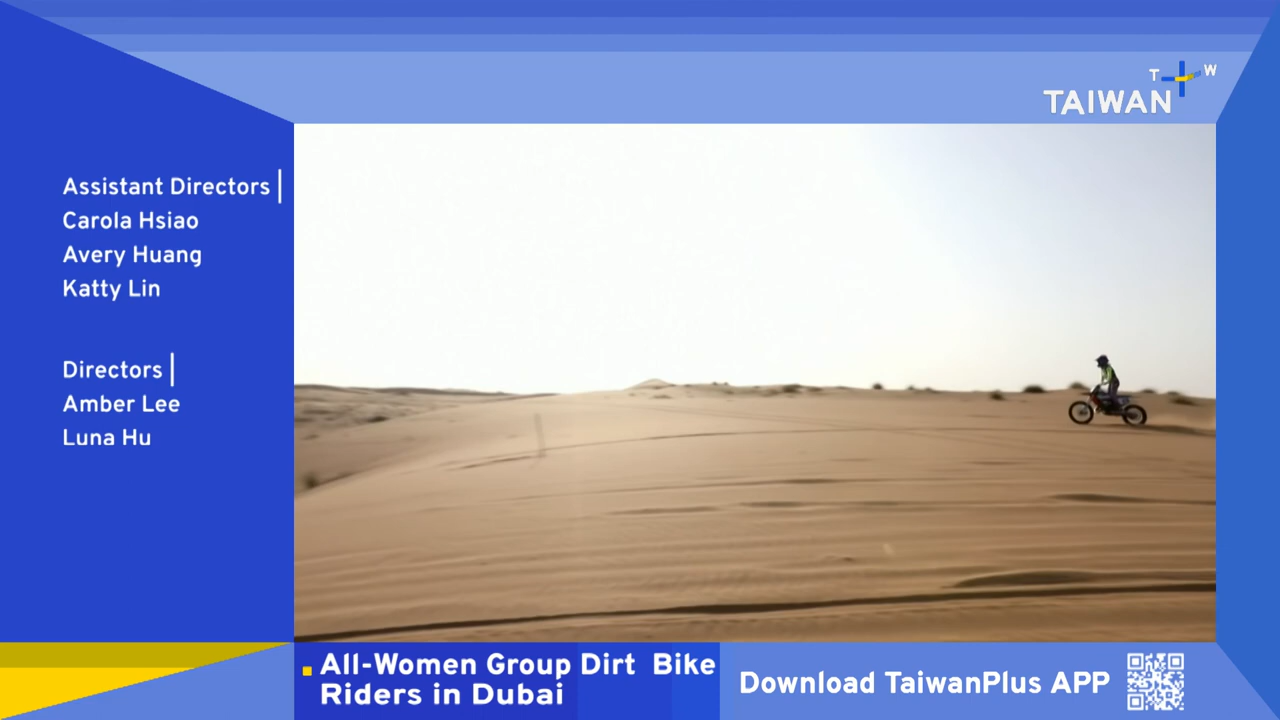 T W
TAIWAN
Assistant Directors
Carola Hsiao
Avery Huang
Katty Lin
Directors
Amber Lee
Luna Hu
All-Women Group Dirt Bike
Riders in Dubai
Download TaiwanPlus APP